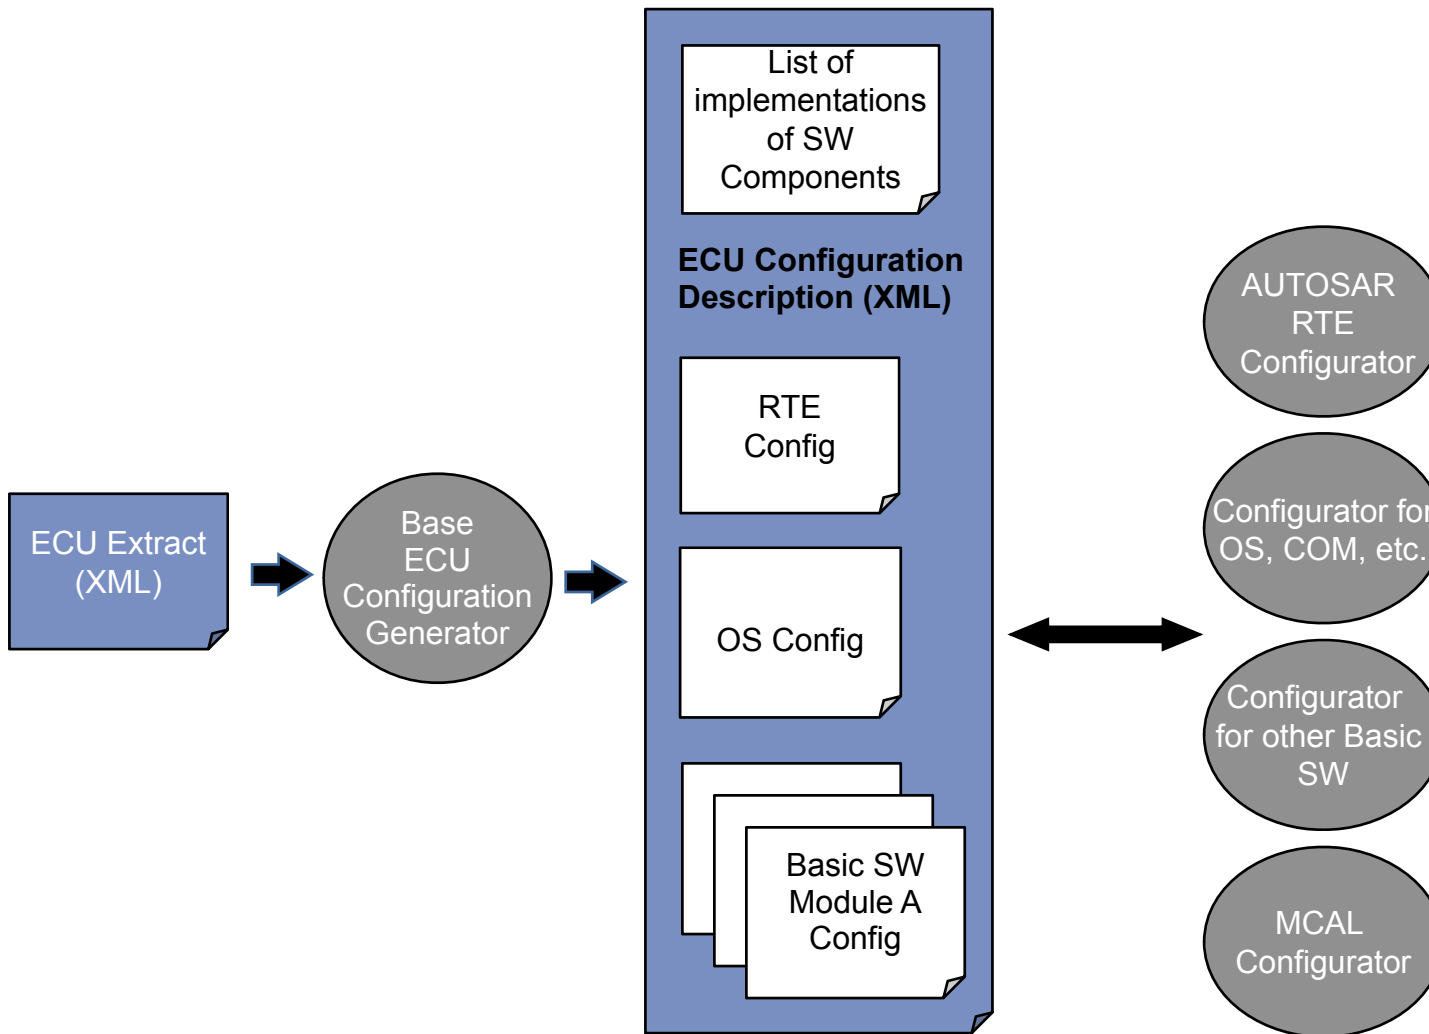 List of
implementations
of SW
Components
ECU Configuration
Description (XML)
RTE
Config
OS Config
Basic SW
Module A
Config
ECU Extract
(XML)
Base
ECU
Configuration
Generator
AUTOSAR
RTE
Configurator
Configurator for
OS, COM, etc.
Configurator
for other Basic
SW
MCAL
Configurator